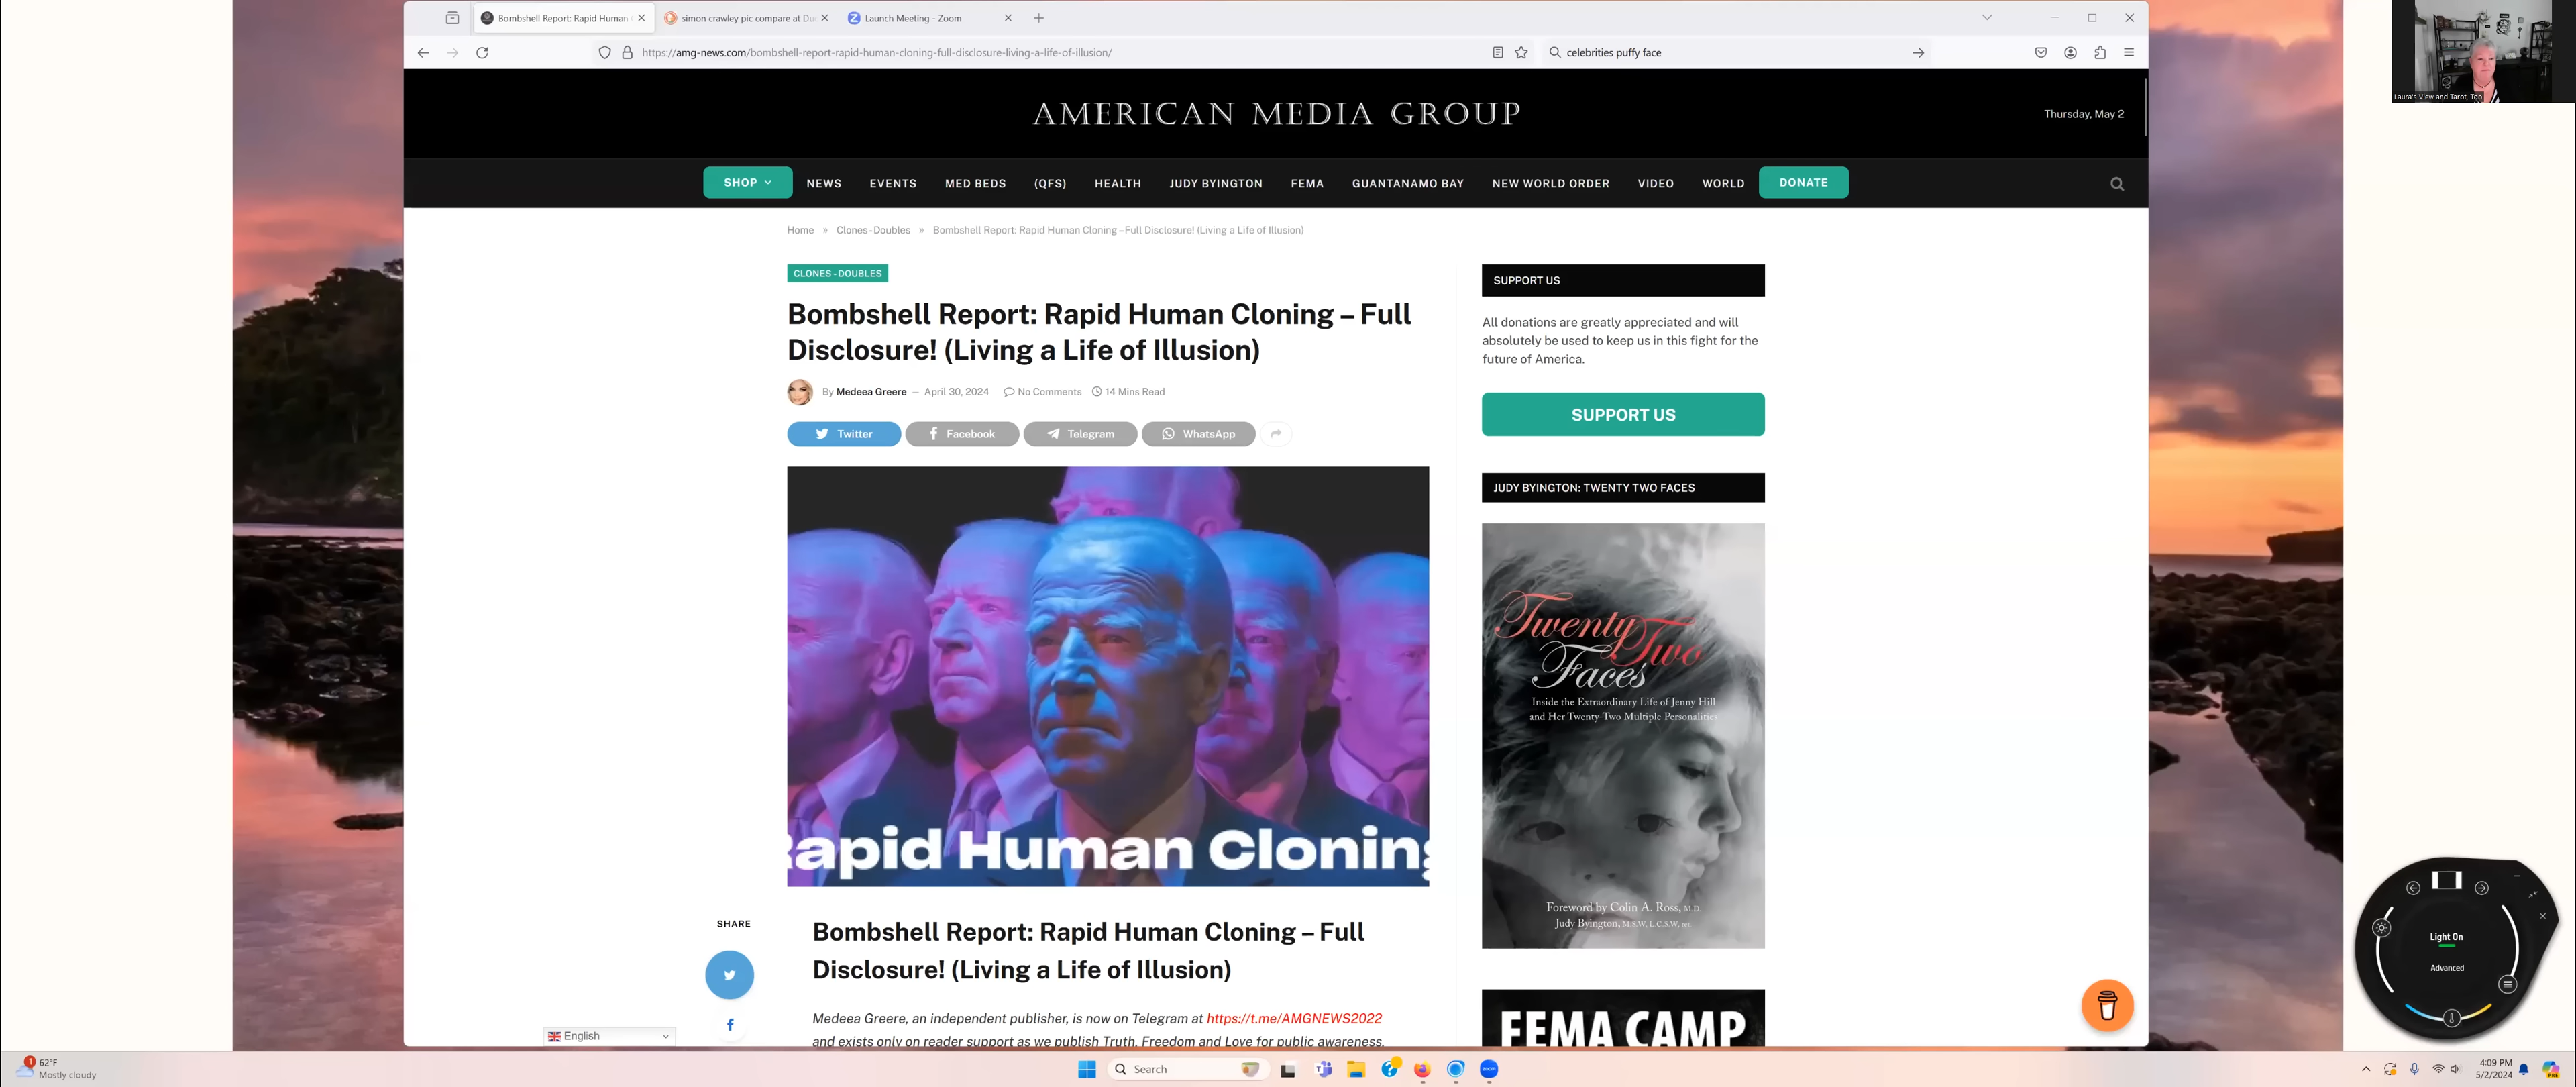 Bombshell Report: Rapid Human
simon crawley pic compare at Du
Launch Meeting - Zoom
https://amg-news.com/bombshell-report-rapid-human-cloning-full-disclosure-living-a-life-of-illusion/
celebrities puffy face
Laura's View and Tarot, Too
AMERICAN MEDIA GROUP
Thursday, May 2
SHOP
NEWS
EVENTS
MED BEDS
(QFS)
HEALTH
JUDY BYINGTON
FEMA
GUANTANAMO BAY
NEW WORLD ORDER
VIDEO
WORLD
DONATE
Home » Clones-Doubles » Bombshell Report: Rapid Human Cloning – Full Disclosure! (Living a Life of Illusion)
CLONES-DOUBLES
Bombshell Report: Rapid Human Cloning – Full
Disclosure! (Living a Life of Illusion)
By Medeea Greere — April 30, 2024 No Comments 14 Mins Read
Twitter
Facebook
Telegram
WhatsApp
Rapid Human Cloning
SHARE
Bombshell Report: Rapid Human Cloning – Full
Disclosure! (Living a Life of Illusion)
Medeea Greere, an independent publisher, is now on Telegram at https://t.me/AMGNEWS2022
and exists only on reader support as we publish Truth, Freedom and Love for public awareness.
English
SUPPORT US
All donations are greatly appreciated and will
absolutely be used to keep us in this fight for the
future of America.
SUPPORT US
JUDY BYINGTON: TWENTY TWO FACES
Twenty Two
Faces
Inside the Extraordinary Life of Jenny Hill
and Her Twenty-Two Multiple Personalities
Foreword by Colin A. Ross, M.D.
Judy Byington, M.S.W, L.C.S.W, ret
FEMA CAMP
Light On
Advanced
1
62°F
Mostly cloudy
Search
zoom
4:09 PM
5/2/2024